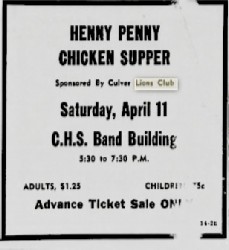 HENNY PENNY
CHICKEN SUPPER
Sponsored By Culver Lions Club
Saturday, April 11
C.H.S. Band Building
5:30 to 7:30 P.M.
ADULTS, $1.25 75c
Advance Ticket Sale